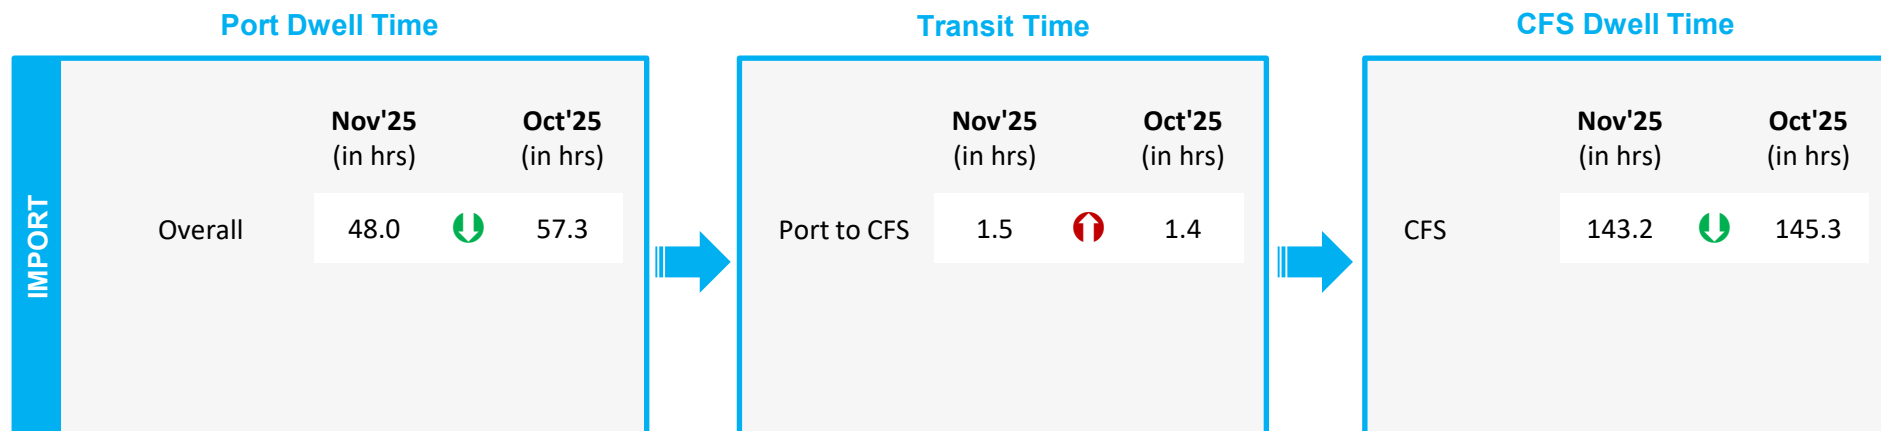 Port Dwell Time
Transit Time
CFS Dwell Time
IMPORT
Nov'25 Oct'25
(in hrs) (in hrs)
Overall 48.0 57.3
Nov'25 Oct'25
(in hrs) (in hrs)
Port to CFS 1.5 1.4
Nov'25 Oct'25
(in hrs) (in hrs)
CFS 143.2 145.3